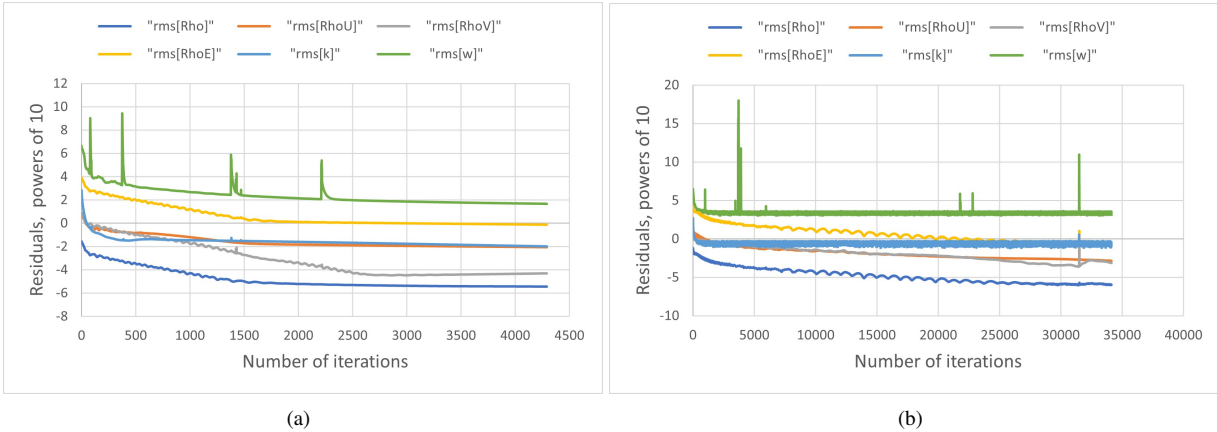 "rms[Rho]" "rms[RhoU]" "rms[RhoV]"
"rms[RhoE]" "rms[k]" "rms[w]"
12
10
8
6
4
2
0
-2
-4
-6
-8
Residuals, powers of 10
0 500 1000 1500 2000 2500 3000 3500 4000 4500
Number of icterations
(a)
"rms[Rho]" "rms[RhoU]" "rms[RhoV]"
"rms[RhoE]" "rms[k]" "rms[w]"
20
15
10
5
0
-5
-10
Residuals, powers of 10
0 5000 10000 15000 20000 25000 30000 35000 40000
Number of icterations
(b)